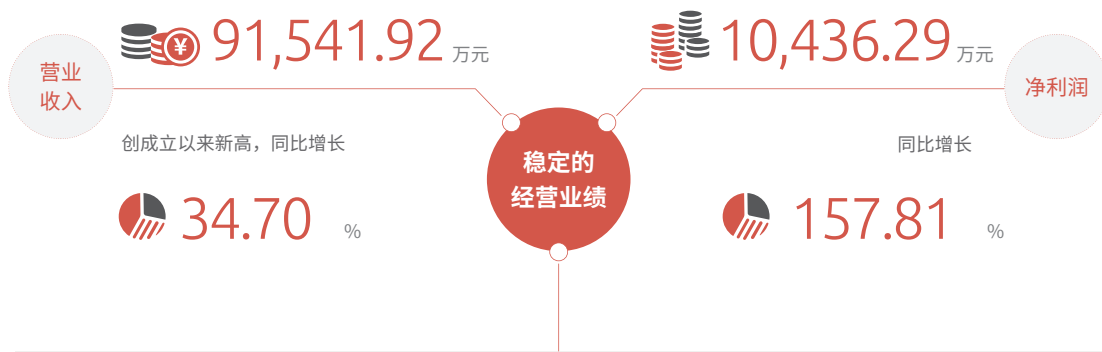 营业
收入
¥
91,541.92 万元
创成立以来新高，同比增长
34.70 %
稳定的
经营业绩
10,436.29 万元
净利润
同比增长
157.81 %